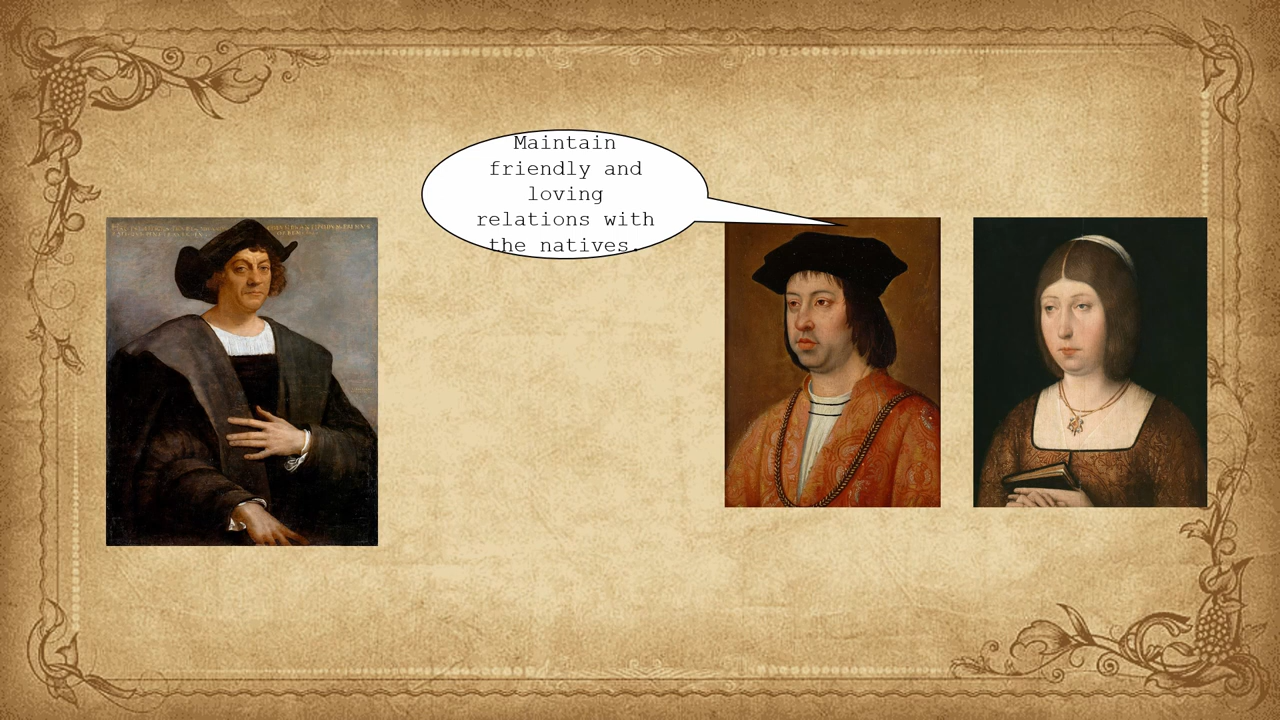 Maintain
friendly and
loving
relations with
the natives.